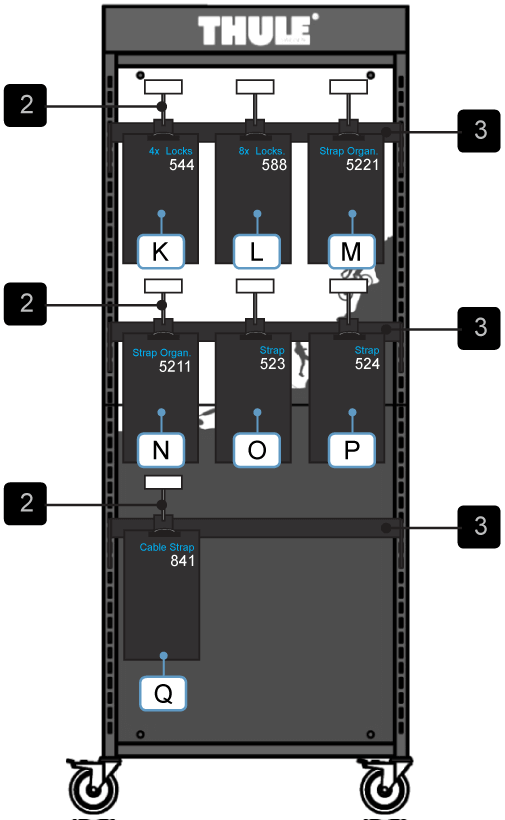 THULE
2
3
4x Locks
544
8x Locks.
588
Strap Organ.
5221
K
L
M
2
3
Strap Organ.
5211
Strap
523
Strap
524
N
O
P
2
3
Cable Strap
841
Q